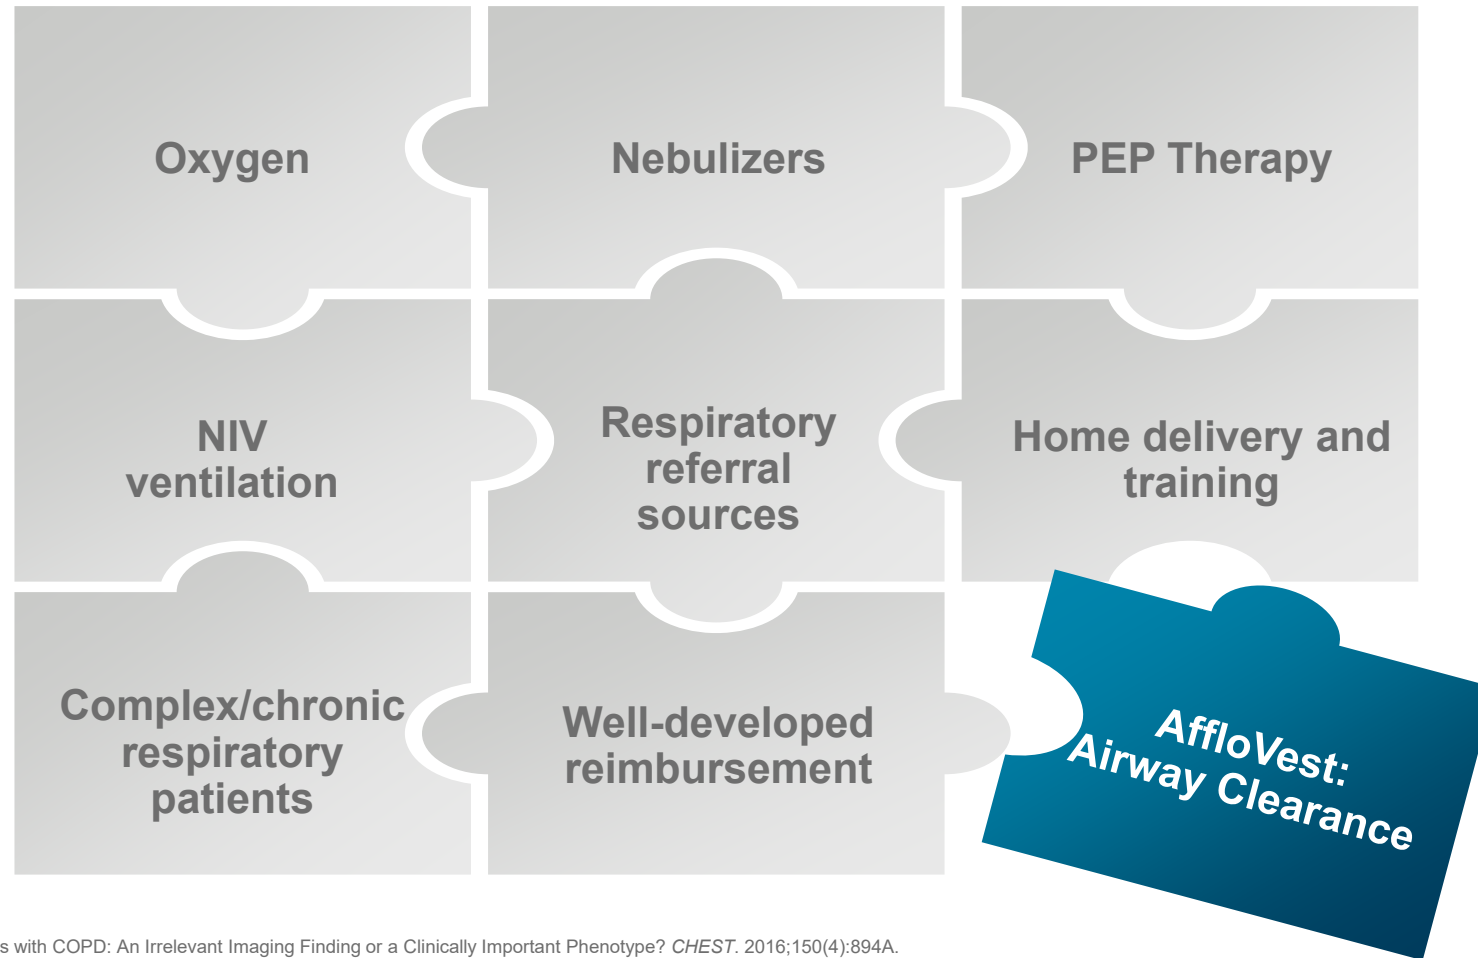 Oxygen
Nebulizers
PEP Therapy
NIV
ventilation
Respiratory
referral
sources
Home delivery and
training
Complex/chronic
respiratory
patients
Well-developed
reimbursement
AffloVest:
Airway Clearance
s with COPD: An Irrelevant Imaging Finding or a Clinically Important Phenotype? CHEST. 2016;150(4):894A.